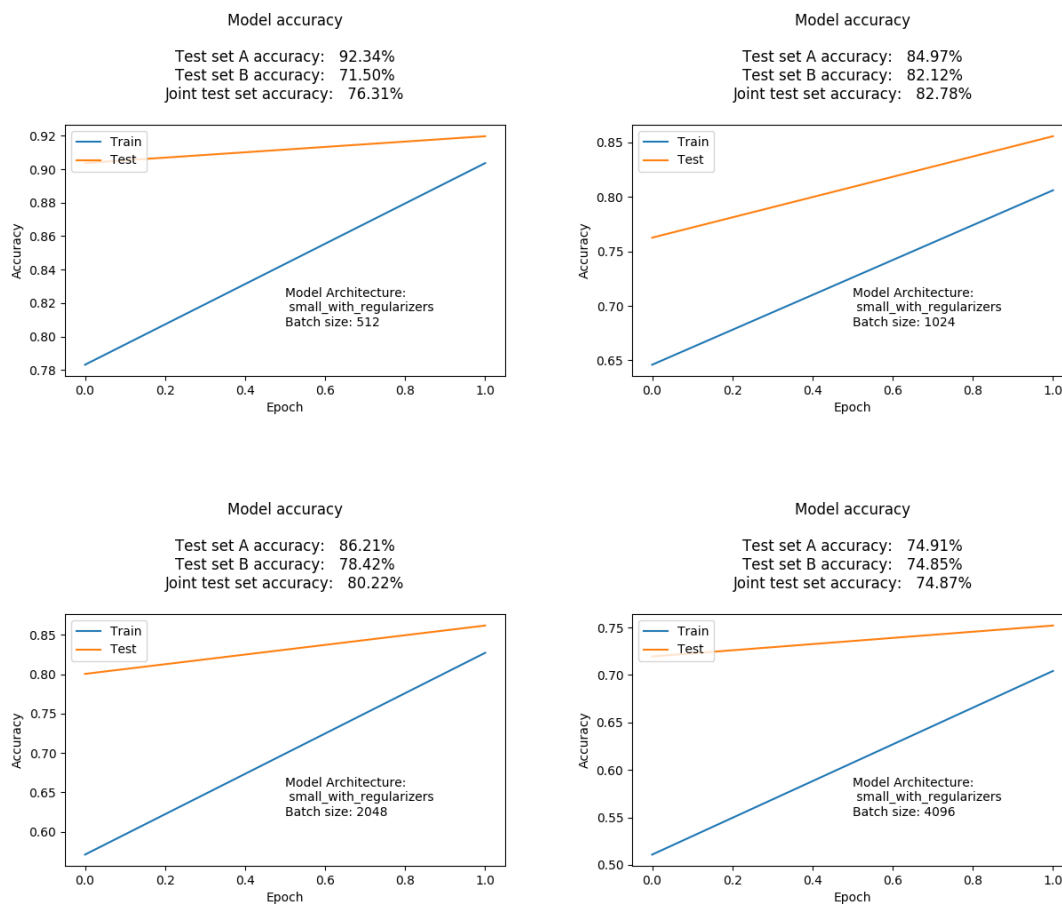 Model accuracy
Test set A accuracy: 92.34%
Test set B accuracy: 71.50%
Joint test set accuracy: 76.31%
0.92
0.90
0.88
0.86
0.84
0.82
0.80
0.78
Accuracy
Train
Test
Model Architecture:
small_with_regularizers
Batch size: 512
0.0 0.2 0.4 0.6 0.8 1.0
Epoch
Model accuracy
Test set A accuracy: 84.97%
Test set B accuracy: 82.12%
Joint test set accuracy: 82.78%
0.85
0.80
0.75
0.70
0.65
Accuracy
Train
Test
Model Architecture:
small_with_regularizers
Batch size: 1024
0.0 0.2 0.4 0.6 0.8 1.0
Epoch
Model accuracy
Test set A accuracy: 86.21%
Test set B accuracy: 78.42%
Joint test set accuracy: 80.22%
0.85
0.80
0.75
0.70
0.65
0.60
Accuracy
Train
Test
Model Architecture:
small_with_regularizers
Batch size: 2048
0.0 0.2 0.4 0.6 0.8 1.0
Epoch
Model accuracy
Test set A accuracy: 74.91%
Test set B accuracy: 74.85%
Joint test set accuracy: 74.87%
0.75
0.70
0.65
0.60
0.55
0.50
Accuracy
Train
Test
Model Architecture:
small_with_regularizers
Batch size: 4096
0.0 0.2 0.4 0.6 0.8 1.0
Epoch